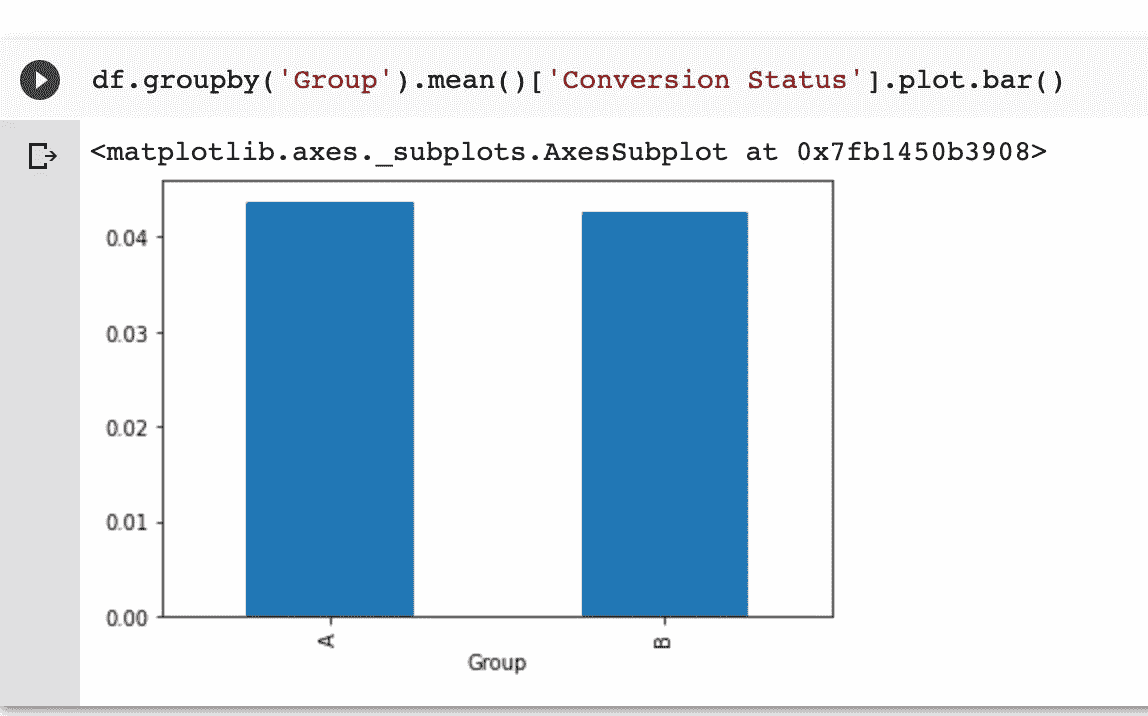 df.groupby('Group').mean()['Conversion Status'].plot.bar()
<matplotlib.axes._subplots.AxesSubplot at 0x7fb1450b3908>
0.04
0.03
0.02
0.01
0.00
A
B
Group